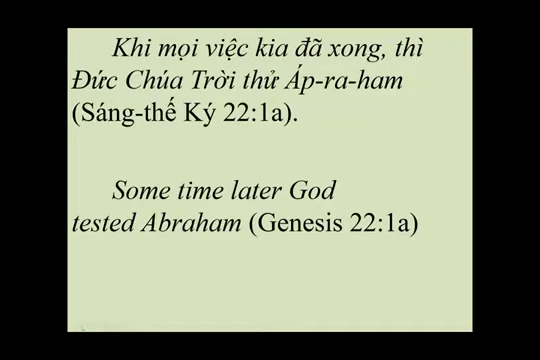 Khi mọi việc kia đã xong, thì
Đức Chúa Trời thử Áp-ra-ham
(Sáng-thế Ký 22:1a).
Some time later God
tested Abraham (Genesis 22:1a)